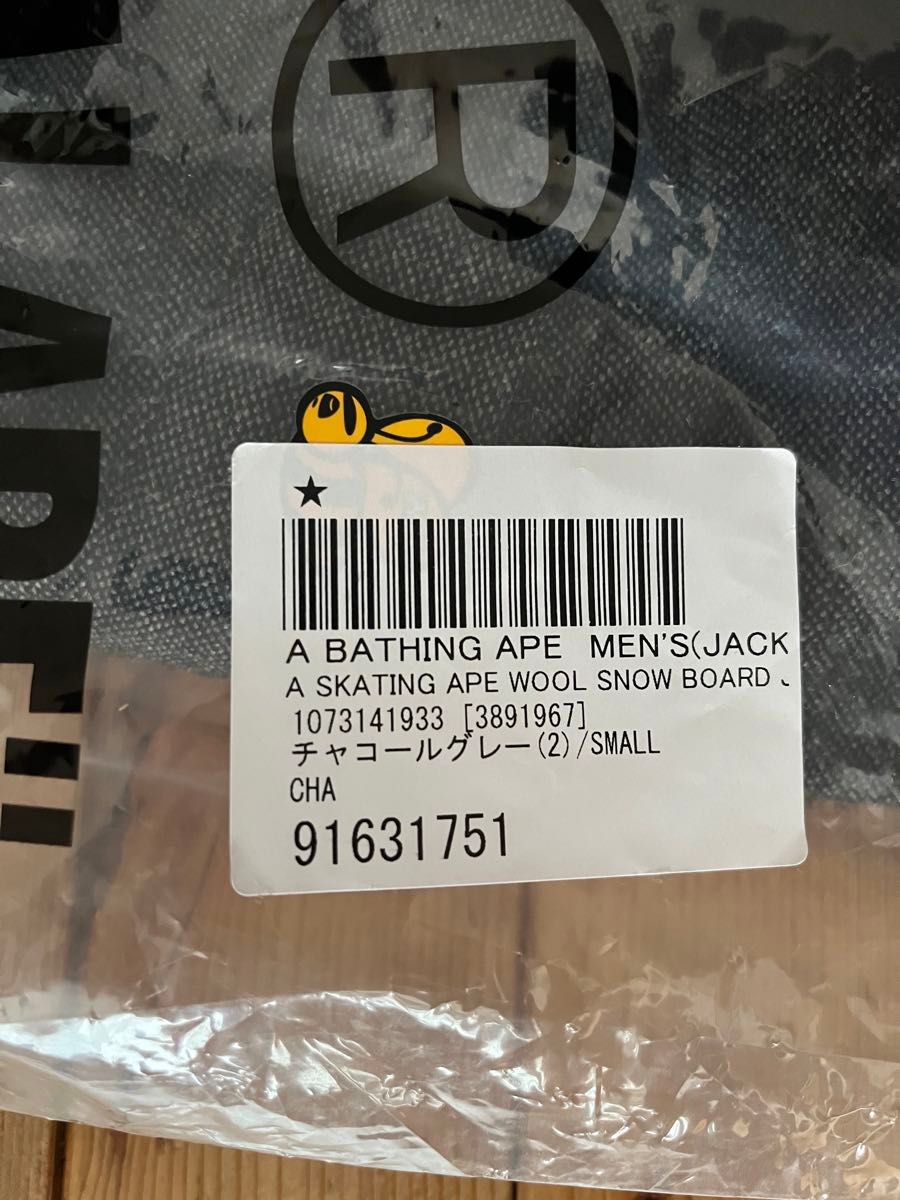 R
★
A BATHING APE MEN'S(JACK
A SKATING APE WOOL SNOW BOARD
1073141933 [3891967]
チャコールグレー(2)/SMALL
CHA
91631751